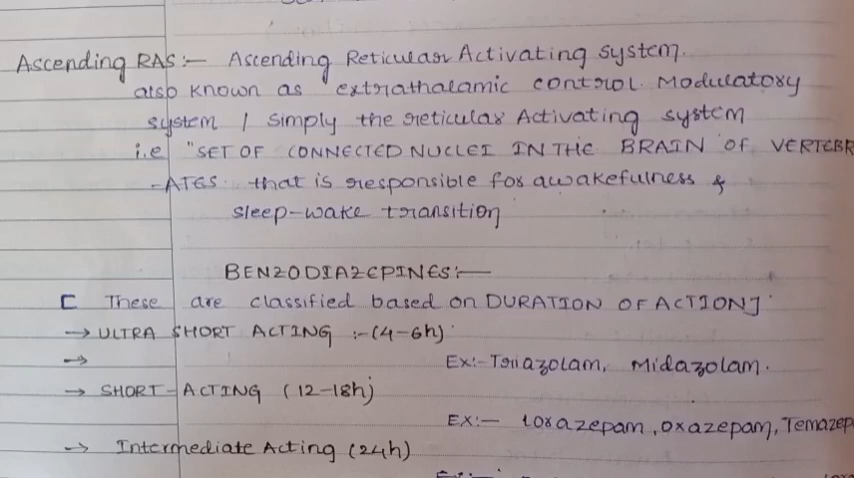 Ascending RAS:- Ascending Reticular Activating system.
also known as extrathalamic control Modulatory
system / simply the reticular Activating system
i.e "SET OF CONNECTED NUCLEI IN THE BRAIN OF VERTEBR
-ATES. that is responsible for awakefulness &
sleep-wake transition
BENZODIAZEPINES:-
[ These are classified based on DURATION OF ACTION]
→ ULTRA SHORT ACTING :- (4-6h)
→
Ex:- Triazolam, Midazolam.
→ SHORT-ACTING (12-18h)
EX:- lorazepam, oxazepam, Temazep
→ Intermediate Acting (24h)